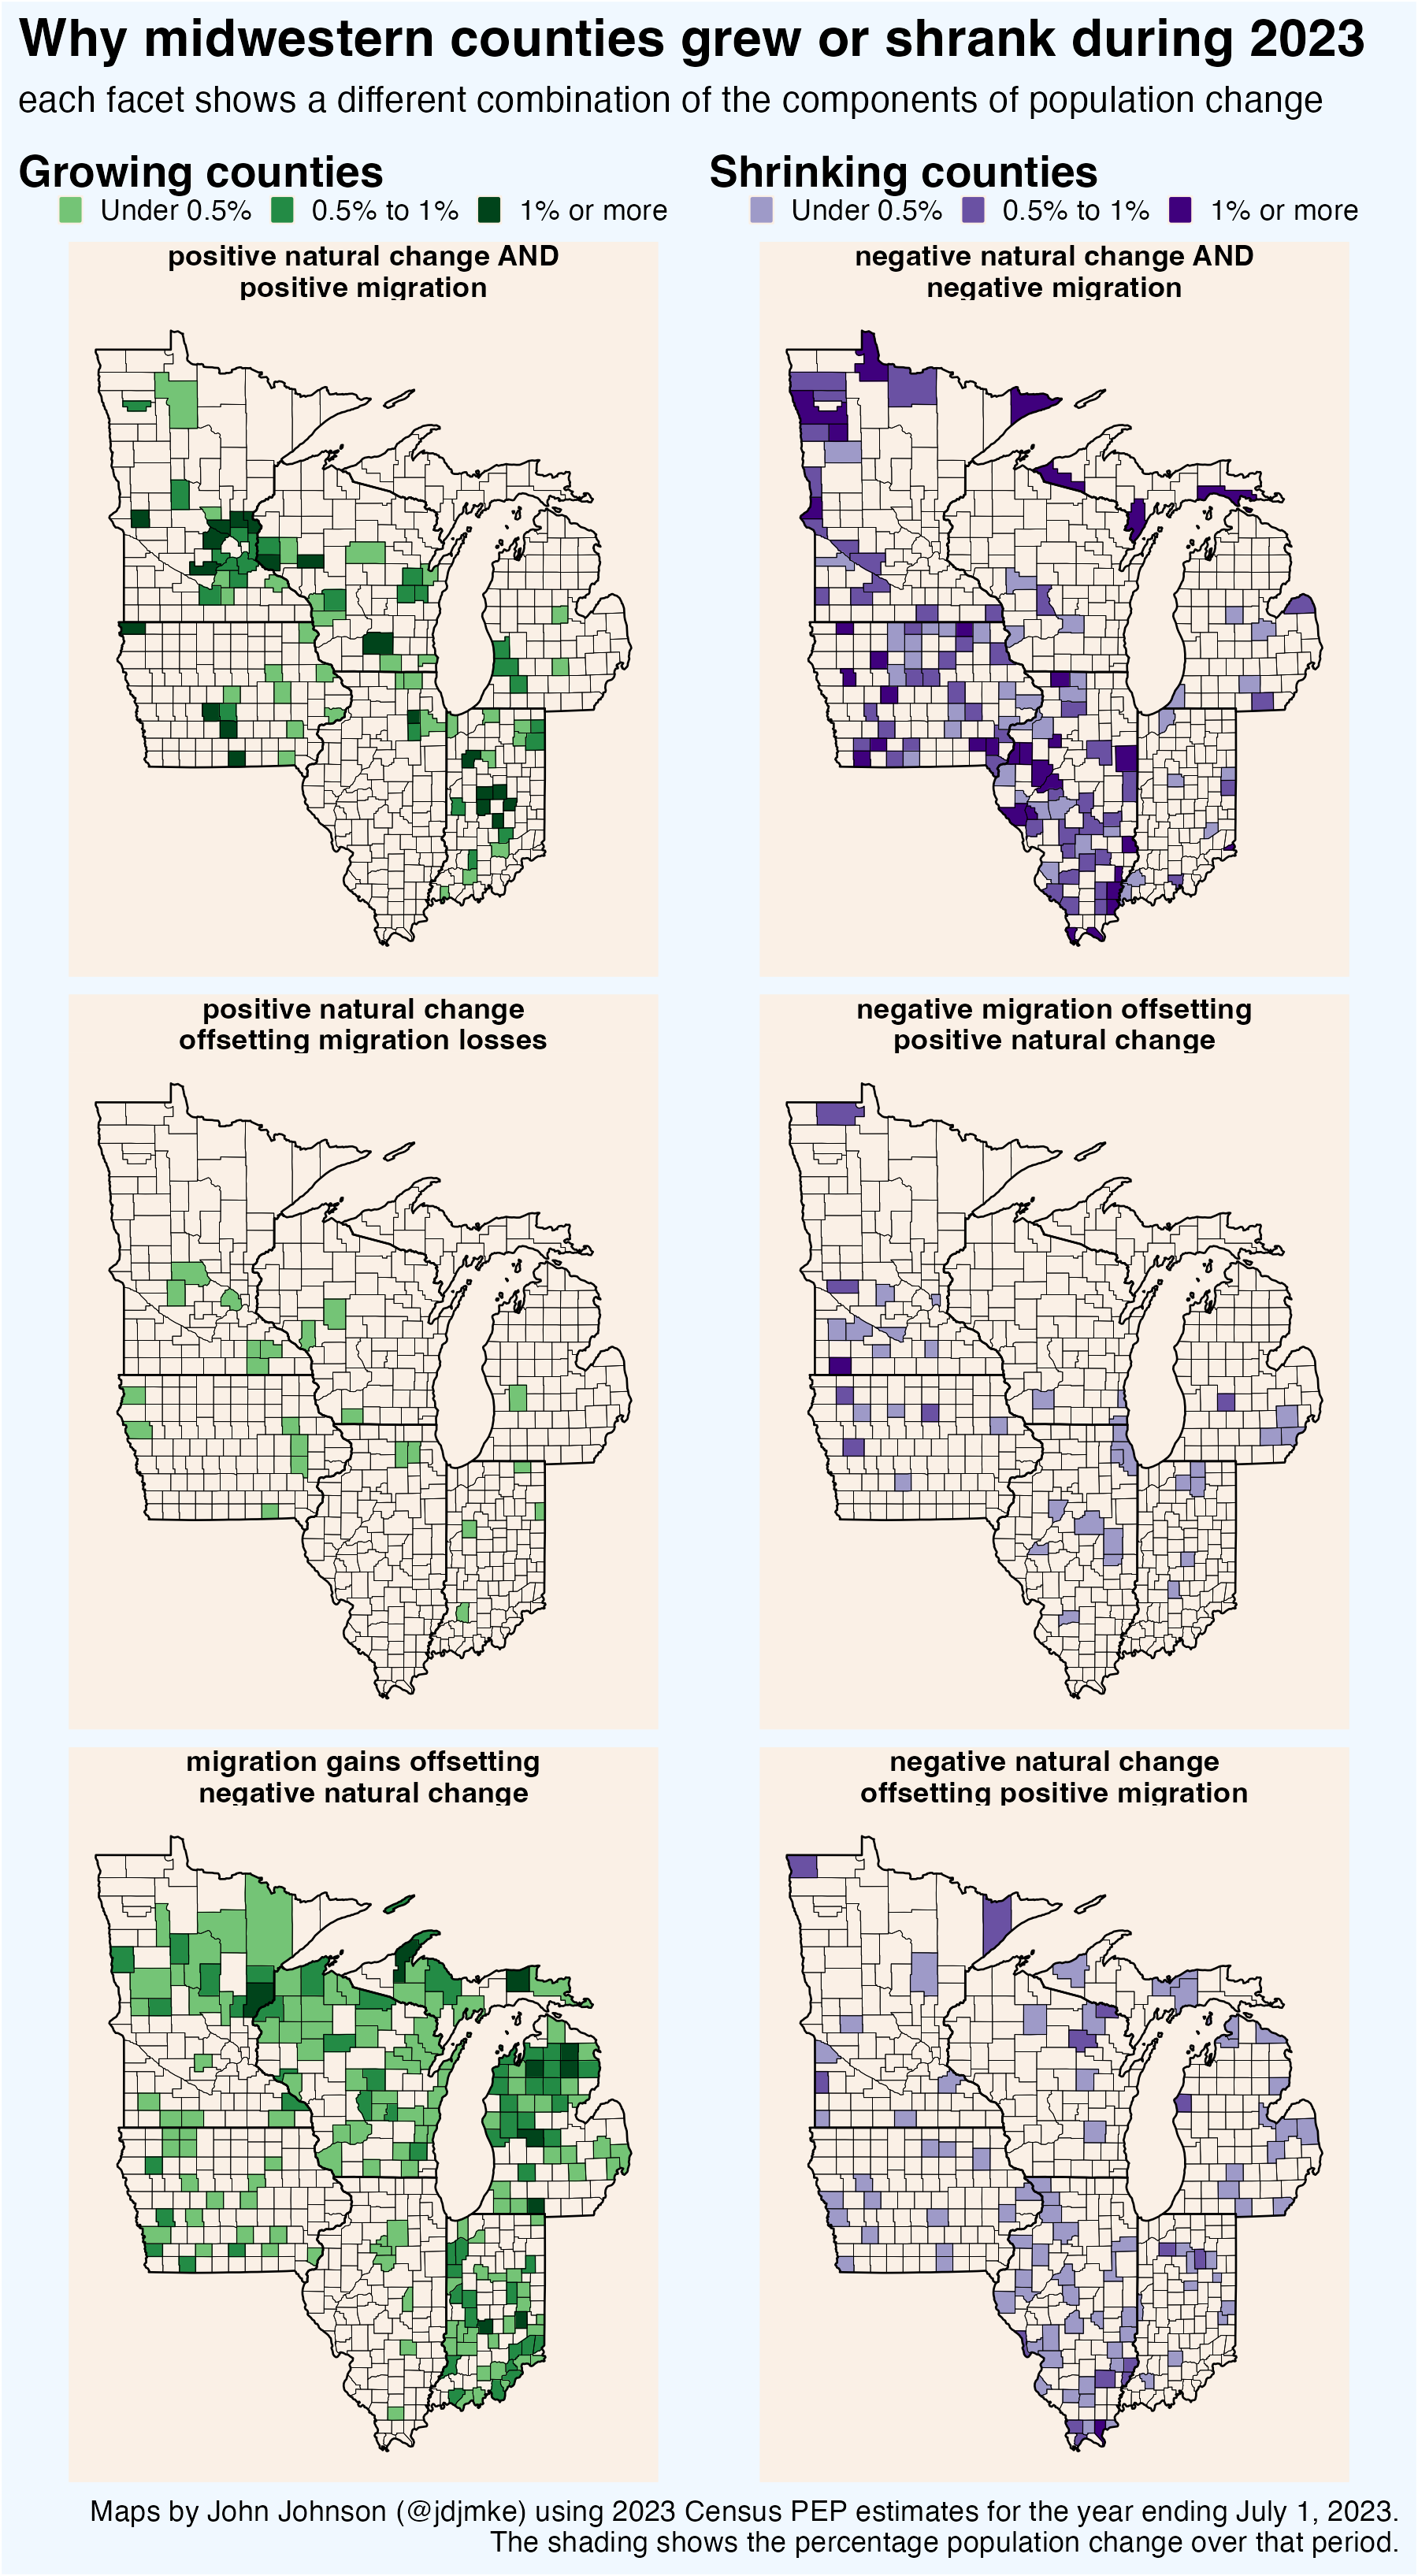 Why midwestern counties grew or shrank during 2023
each facet shows a different combination of the components of population change
Growing counties
Under 0.5% 0.5% to 1% 1% or more
Shrinking counties
Under 0.5% 0.5% to 1% 1% or more
positive natural change AND
positive migration
negative natural change AND
negative migration
positive natural change
offsetting migration losses
negative migration offsetting
positive natural change
migration gains offsetting
negative natural change
negative natural change
offsetting positive migration
Maps by John Johnson (@jdjmke) using 2023 Census PEP estimates for the year ending July 1, 2023.
The shading shows the percentage population change over that period.